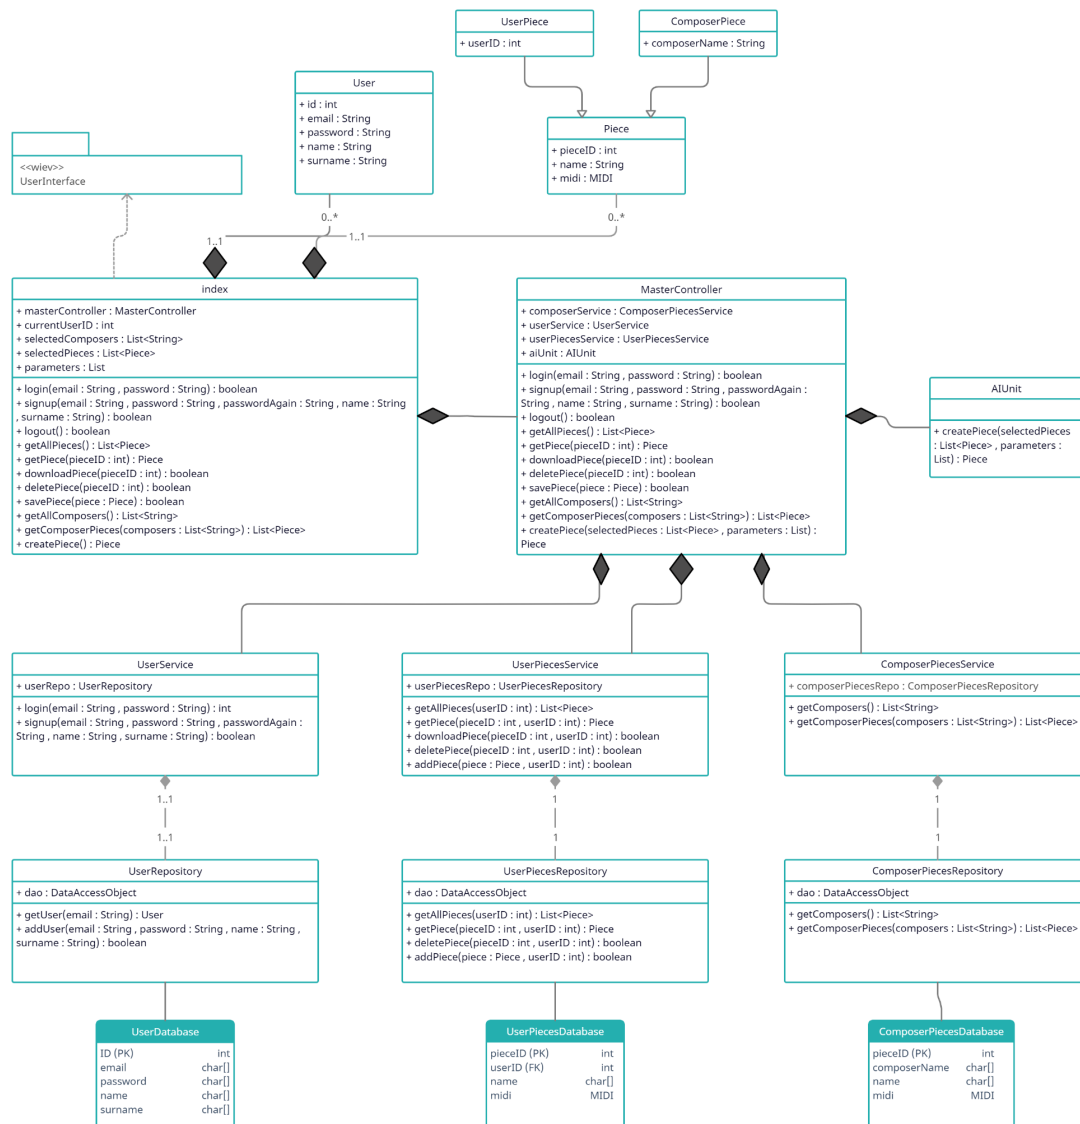 UserPiece
+ userID : int
ComposerPiece
+ composerName : String
User
+ id : int
+ email : String
+ password : String
+ name : String
+ surname : String
Piece
+ pieceID : int
+ name : String
+ midi : MIDI
<<wiev>>
UserInterface
0..*
0..*
1..1
1..1
index
+ masterController : MasterController
+ currentUserID : int
+ selectedComposers : List<String>
+ selectedPieces : List<Piece>
+ parameters : List
+ login(email : String , password : String) : boolean
+ signup(email : String , password : String , passwordAgain : String , name : String
, surname : String) : boolean
+ logout() : boolean
+ getAllPieces() : List<Piece>
+ getPiece(pieceID : int) : Piece
+ downloadPiece(pieceID : int) : boolean
+ deletePiece(pieceID : int) : boolean
+ savePiece(piece : Piece) : boolean
+ getAllComposers() : List<String>
+ getComposerPieces(composers : List<String>) : List<Piece>
+ createPiece() : Piece
MasterController
+ composerService : ComposerPiecesService
+ userService : UserService
+ userPiecesService : UserPiecesService
+ aiUnit : AIUnit
+ login(email : String , password : String) : boolean
+ signup(email : String , password : String , passwordAgain :
String , name : String , surname : String) : boolean
+ logout() : boolean
+ getAllPieces() : List<Piece>
+ getPiece(pieceID : int) : Piece
+ downloadPiece(pieceID : int) : boolean
+ deletePiece(pieceID : int) : boolean
+ savePiece(piece : Piece) : boolean
+ getAllComposers() : List<String>
+ getComposerPieces(composers : List<String>) : List<Piece>
+ createPiece(selectedPieces : List<Piece> , parameters : List) :
Piece
AIUnit
+ createPiece(selectedPieces
: List<Piece> , parameters :
List) : Piece
UserService
+ userRepo : UserRepository
+ login(email : String , password : String) : int
+ signup(email : String , password : String , passwordAgain :
String , name : String , surname : String) : boolean
UserPiecesService
+ userPiecesRepo : UserPiecesRepository
+ getAllPieces(userID : int) : List<Piece>
+ getPiece(pieceID : int , userID : int) : Piece
+ downloadPiece(pieceID : int , userID : int) : boolean
+ deletePiece(pieceID : int , userID : int) : boolean
+ addPiece(piece : Piece , userID : int) : boolean
ComposerPiecesService
+ composerPiecesRepo : ComposerPiecesRepository
+ getComposers() : List<String>
+ getComposerPieces(composers : List<String>) : List<Piece>
1..1
1..1
1
1
1
1
UserRepository
+ dao : DataAccessObject
+ getUser(email : String) : User
+ addUser(email : String , password : String , name : String ,
surname : String) : boolean
UserPiecesRepository
+ dao : DataAccessObject
+ getAllPieces(userID : int) : List<Piece>
+ getPiece(pieceID : int , userID : int) : Piece
+ deletePiece(pieceID : int , userID : int) : boolean
+ addPiece(piece : Piece , userID : int) : boolean
ComposerPiecesRepository
+ dao : DataAccessObject
+ getComposers() : List<String>
+ getComposerPieces(composers : List<String>) : List<Piece>
UserDatabase
ID (PK) int
email char[]
password char[]
name char[]
surname char[]
UserPiecesDatabase
pieceID (PK) int
userID (FK) int
name char[]
midi MIDI
ComposerPiecesDatabase
pieceID (PK) int
composerName char[]
name char[]
midi MIDI